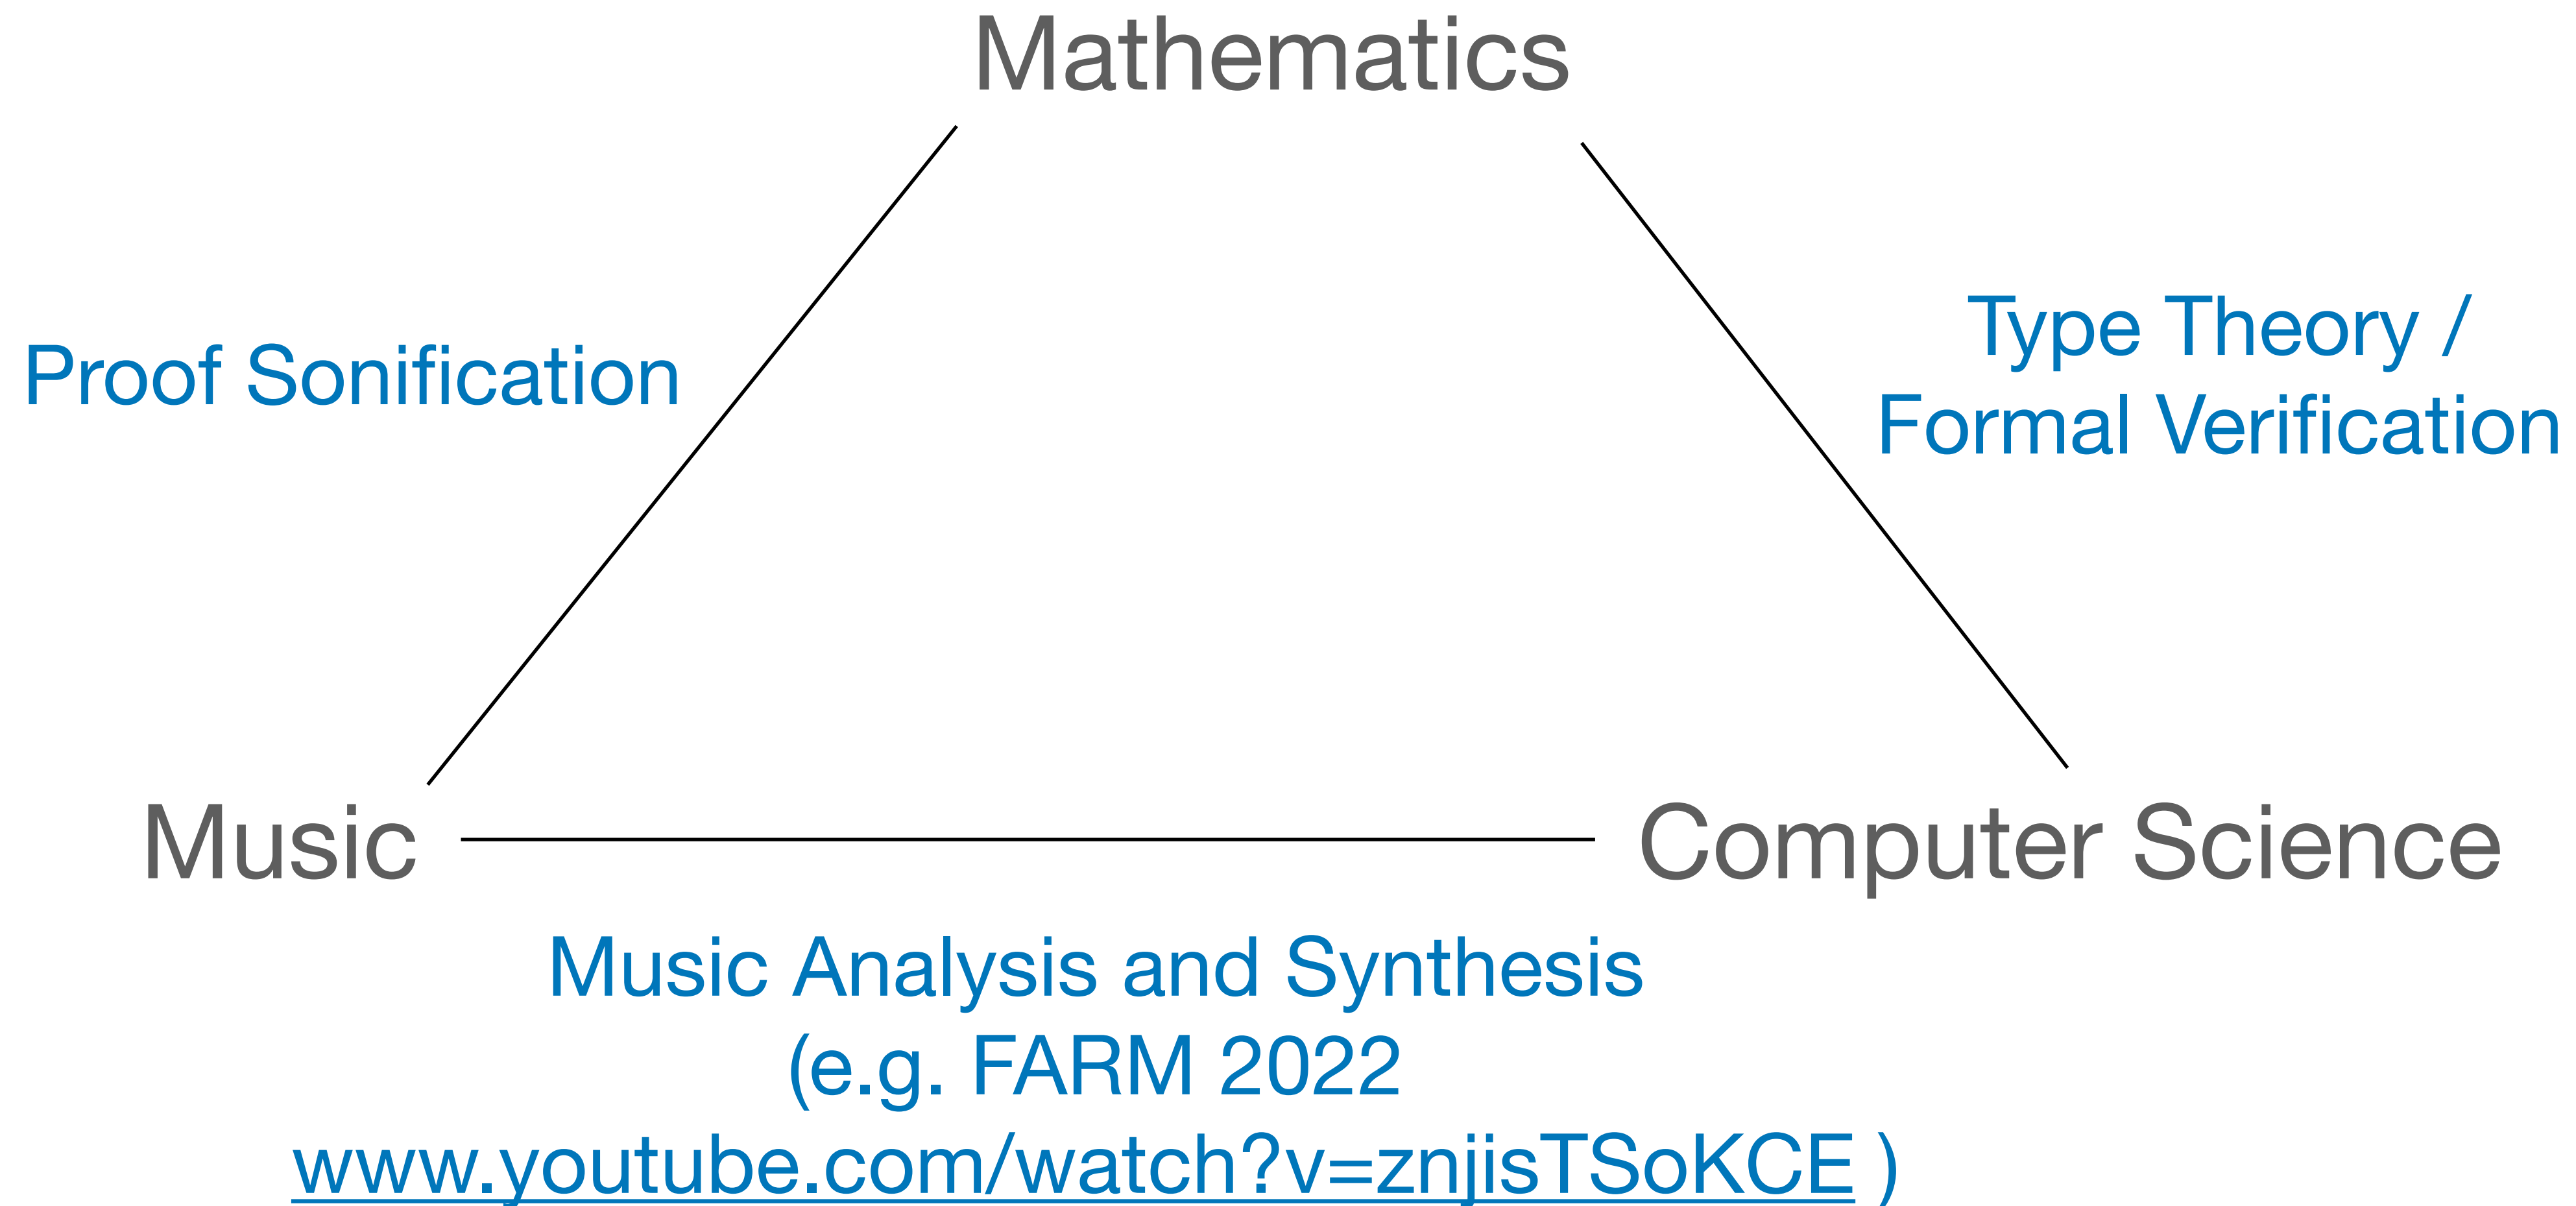 Mathematics
Proof Sonification
Type Theory /
Formal Verification
Music
Computer Science
Music Analysis and Synthesis
(e.g. FARM 2022
www.youtube.com/watch?v=znjisTSoKCE )